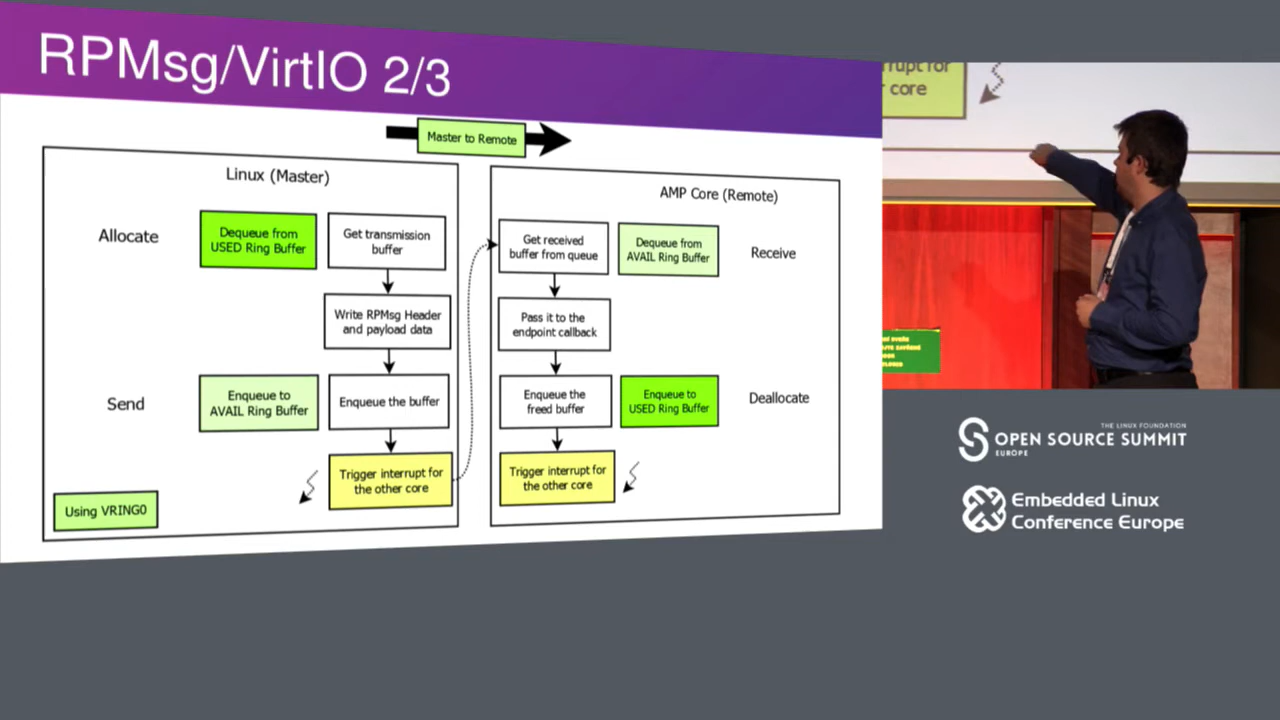 RPMsg/VirtIO 2/3
Master to Remote
Linux (Master)
Allocate
Dequeue from
USED Ring Buffer
Get transmission
buffer
Write RPMsg Header
and payload data
Send
Enqueue to
AVAIL Ring Buffer
Enqueue the buffer
Trigger interrupt for
the other core
Using VRING0
AMP Core (Remote)
Get received
buffer from queue
Dequeue from
AVAIL Ring Buffer
Receive
Pass it to the
endpoint callback
Enqueue the
freed buffer
Enqueue to
USED Ring Buffer
Deallocate
Trigger interrupt for
the other core
core
THE LINUX FOUNDATION
OPEN SOURCE SUMMIT
EUROPE
Embedded Linux
Conference Europe